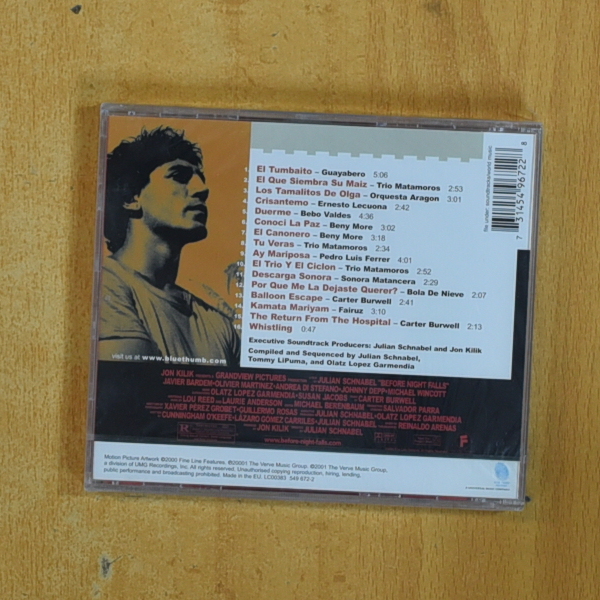 El Tumbaito – Guayabero 5:06
El Que Siembra Su Maiz – Trio Matamoros 2:53
Los Tamalitos De Olga – Orquesta Aragon 3:01
Crisantemo – Ernesto Lecuona 2:42
Duerme – Bebo Valdes 4:36
Conoci La Paz – Beny More 3:02
El Canonero – Beny More 3:18
Tu Veras – Trio Matamoros 2:34
Ay Mariposa – Pedro Luis Ferrer 4:01
El Trio Y El Ciclon – Trio Matamoros 2:52
Descarga Sonora – Sonora Matancera 2:29
Por Que Me La Dejaste Querer? – Bola De Nieve 2:07
Balloon Escape – Carter Burwell 2:41
Kamata Mariyam – Fairuz 3:10
The Return From The Hospital – Carter Burwell 2:13
Whistling 0:47
Executive Soundtrack Producers: Julian Schnabel and Jon Kilik
Compiled and Sequenced by Julian Schnabel,
Tommy LiPuma, and Olatz Lopez Garmendia
visit us at www.bluethumb.com
file under: soundtracks/world music
7 31454 96722 8
JON KILIK GRANDVIEW PICTURES JULIAN SCHNABEL "BEFORE NIGHT FALLS"
JAVIER BARDEM • OLIVIER MARTINEZ • ANDREA DI STEFANO • JOHNNY DEPP • MICHAEL WINCOTT
OLATZ LOPEZ GARMENDIA SUSAN JACOBS CARTER BURWELL
LOU REED LAURIE ANDERSON MICHAEL BERENBAUM SALVADOR PARRA
XAVIER PEREZ GROBET GUILLERMO ROSAS JULIAN SCHNABEL OLATZ LOPEZ GARMENDIA
CUNNINGHAM O'KEEFE LÁZARO GÓMEZ CARRILES JULIAN SCHNABEL REINALDO ARENAS
JON KILIK JULIAN SCHNABEL
R
www.before-night-falls.com
F
Motion Picture Artwork ©2000 Fine Line Features. ℗©2001 The Verve Music Group, ©2001 The Verve Music Group,
a division of UMG Recordings, Inc. All rights reserved. Unauthorised copying reproduction, hiring, lending,
public performance and broadcasting prohibited. Made in the EU. LC00383 549 672-2